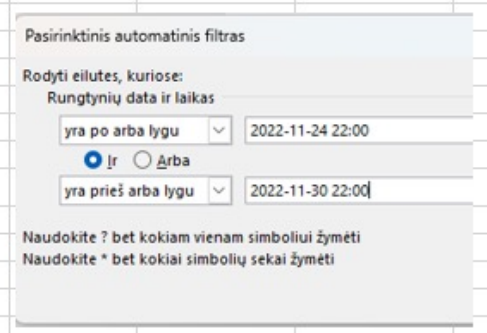 Pasirinktinis automatinis filtras
Rodyti eilutes, kuriose:
Rungtynių data ir laikas
yra po arba lygu 2022-11-24 22:00
Ir Arba
yra prieš arba lygu 2022-11-30 22:00
Naudokite ? bet kokiam vienam simboliui žymėti
Naudokite * bet kokiai simbolių sekai žymėti